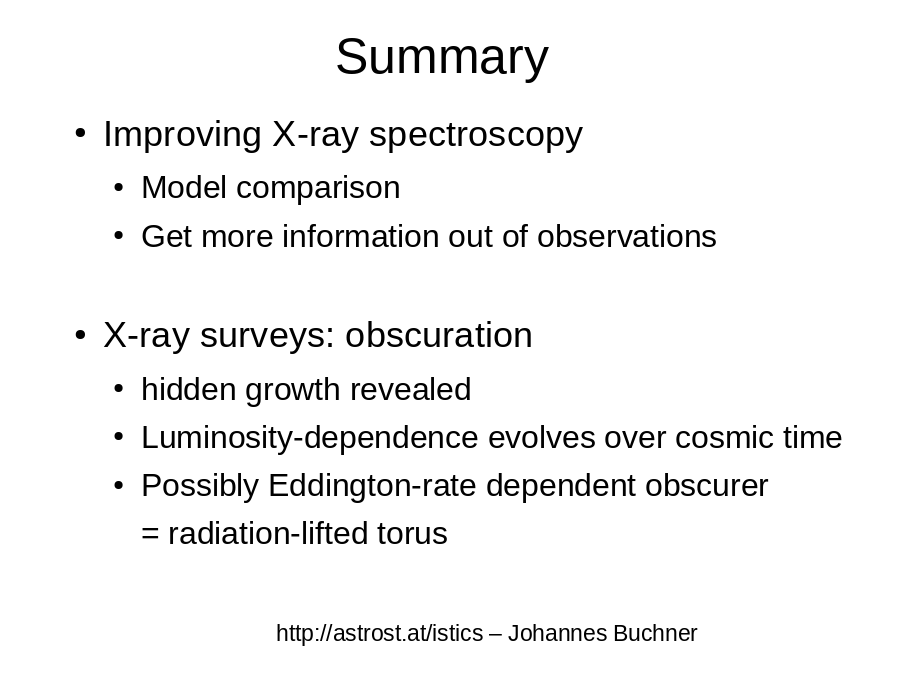 Summary
• Improving X-ray spectroscopy
• Model comparison
• Get more information out of observations
• X-ray surveys: obscuration
• hidden growth revealed
• Luminosity-dependence evolves over cosmic time
• Possibly Eddington-rate dependent obscurer
= radiation-lifted torus
http://astrost.at/istics – Johannes Buchner